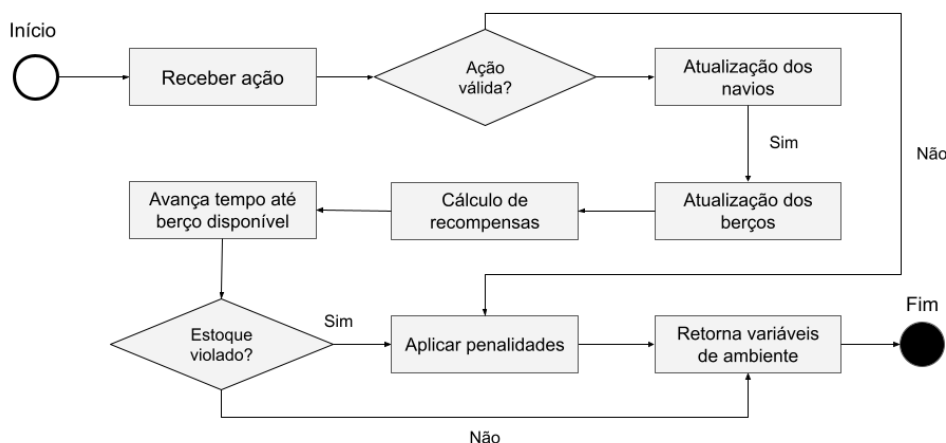 Início
Receber ação
Ação
válida?
Atualização dos
navios
Sim
Não
Avança tempo até
berço disponível
Cálculo de
recompensas
Atualização dos
berços
Estoque
violado?
Sim
Aplicar penalidades
Retorna variáveis
de ambiente
Fim
Não